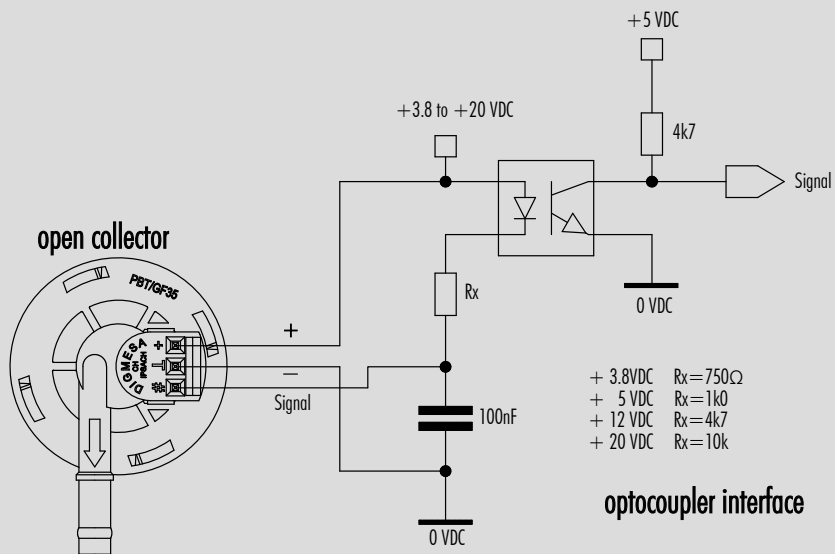 +5 VDC
+3.8 to +20 VDC
4k7
Signal
open collector
PBT/GF35
DIGMESA
CH
IPSACH
+
#
Rx
0 VDC
+
−
Signal
100nF
+ 3.8VDC Rx=750Ω
+ 5 VDC Rx=1k0
+ 12 VDC Rx=4k7
+ 20 VDC Rx=10k
optocoupler interface
0 VDC